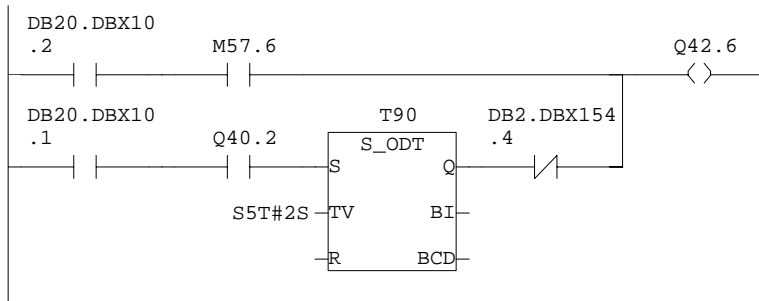 DB20.DBX10
.2 M57.6 Q42.6
DB20.DBX10 T90 DB2.DBX154
.1 Q40.2 S_ODT .4
S Q
S5T#2S TV BI
R BCD